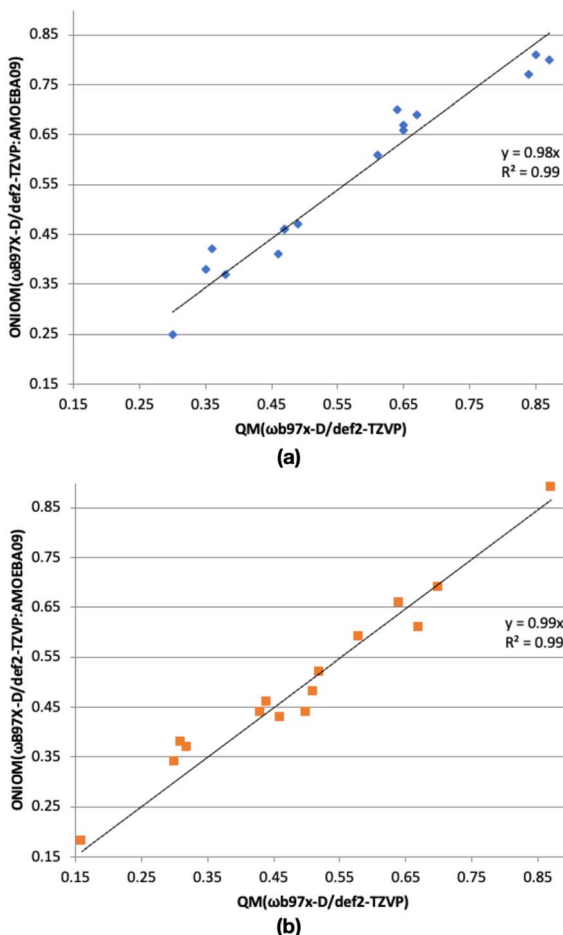 0.85
0.75
0.65
0.55
0.45
0.35
0.25
0.15
ONIOM(ωB97X-D/def2-TZVP:AMOEBA09)
y = 0.98x
R² = 0.99
0.15 0.25 0.35 0.45 0.55 0.65 0.75 0.85
QM(ωb97x-D/def2-TZVP)
(a)
0.85
0.75
0.65
0.55
0.45
0.35
0.25
0.15
ONIOM(ωB97X-D/def2-TZVP:AMOEBA09)
y = 0.99x
R² = 0.99
0.15 0.25 0.35 0.45 0.55 0.65 0.75 0.85
QM(ωb97x-D/def2-TZVP)
(b)